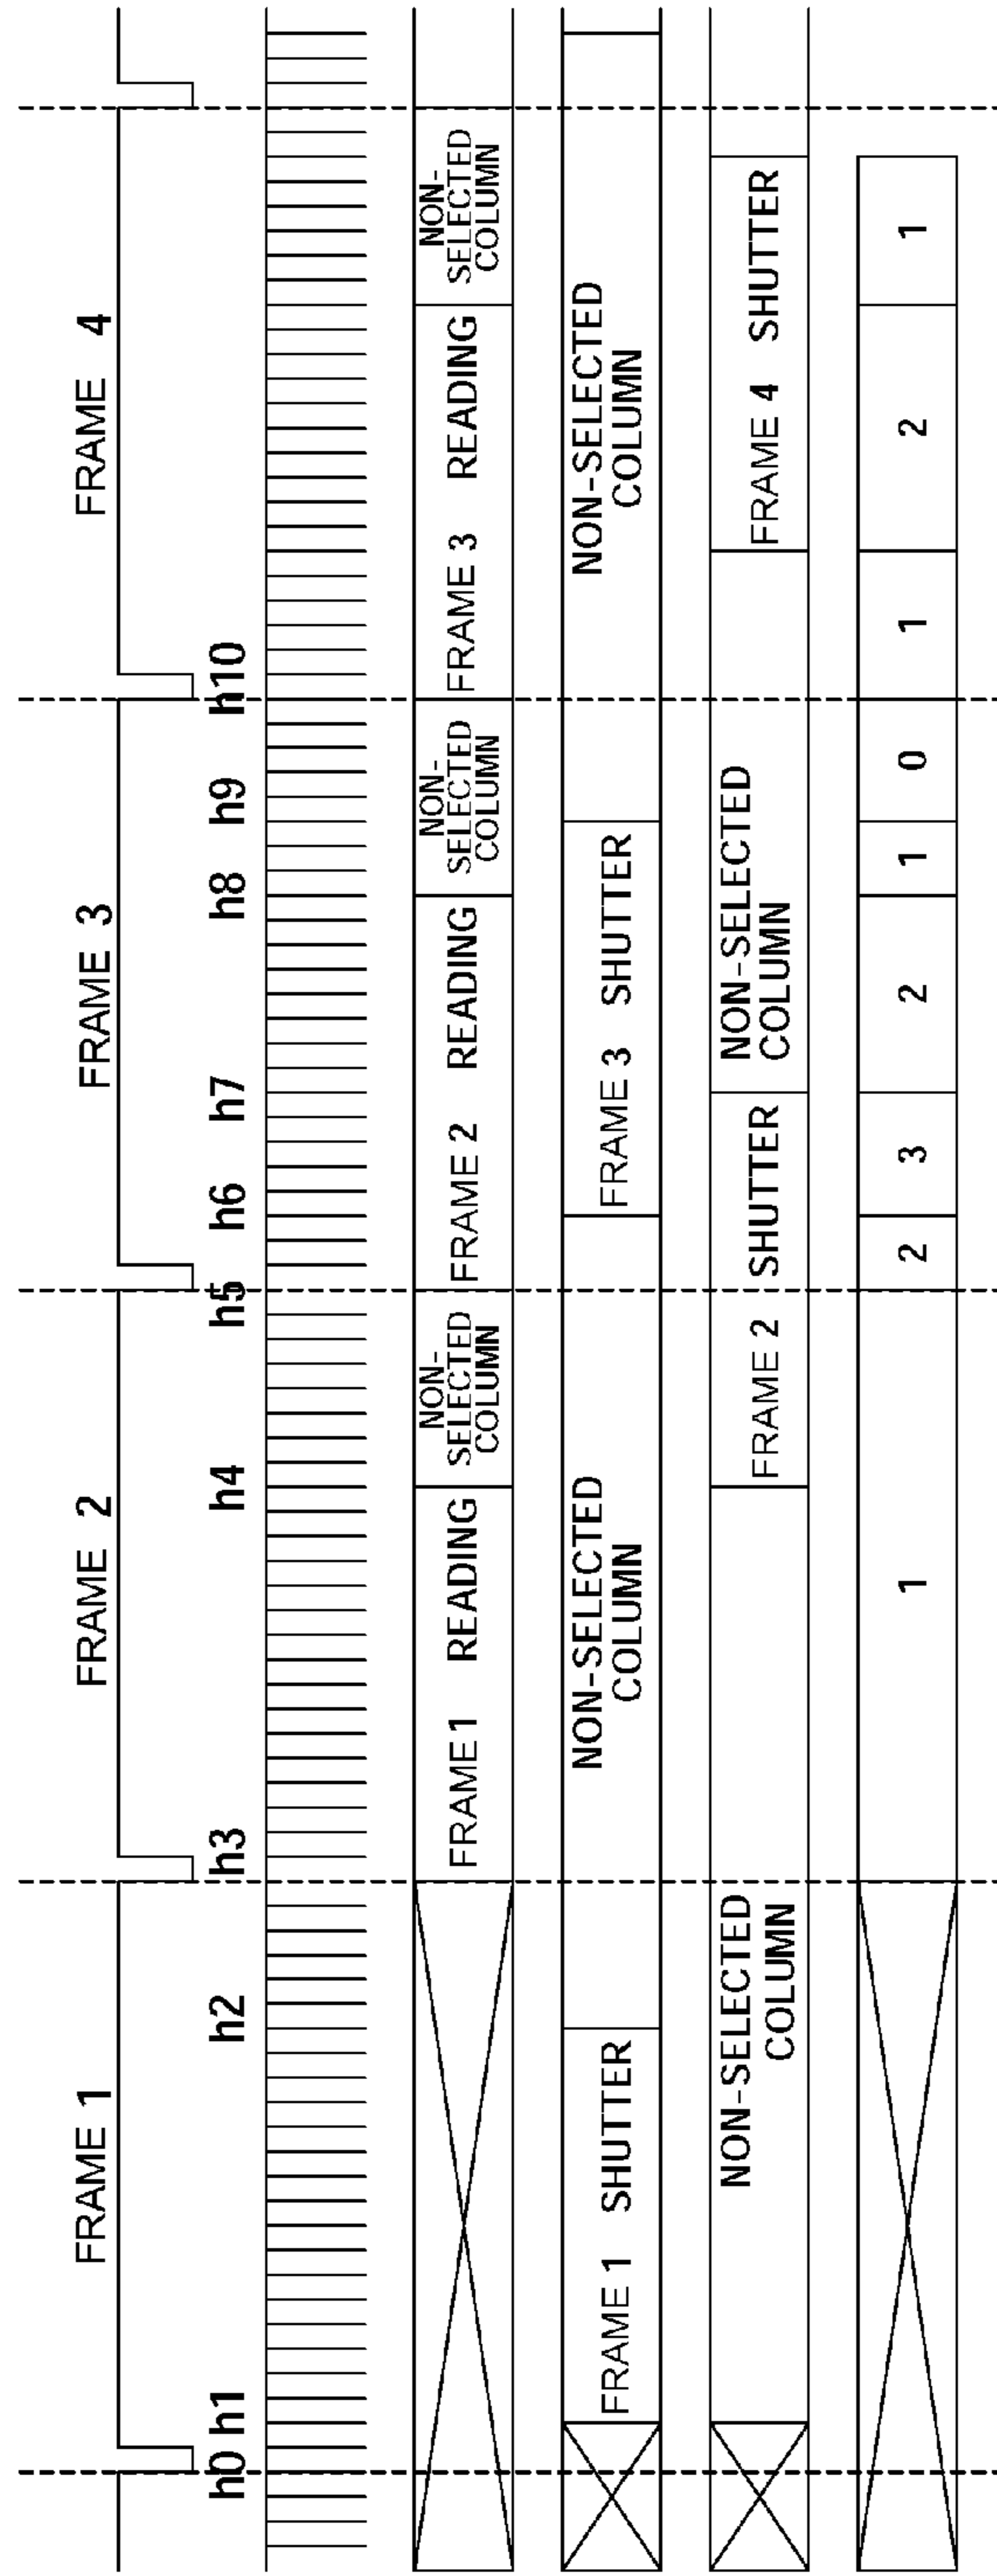 FRAME 1
FRAME 2
FRAME 3
FRAME 4
h0
h1
h2
h3
h4
h5
h6
h7
h8
h9
h10
FRAME 1 READING
NON-
SELECTED
COLUMN
FRAME 2 READING
NON-
SELECTED
COLUMN
FRAME 3 READING
NON-
SELECTED
COLUMN
FRAME 1 SHUTTER
NON-SELECTED
COLUMN
FRAME 3 SHUTTER
NON-SELECTED
COLUMN
NON-SELECTED
COLUMN
FRAME 2 SHUTTER
NON-SELECTED
COLUMN
FRAME 4 SHUTTER
1
2
3
2
1
0
1
2
1